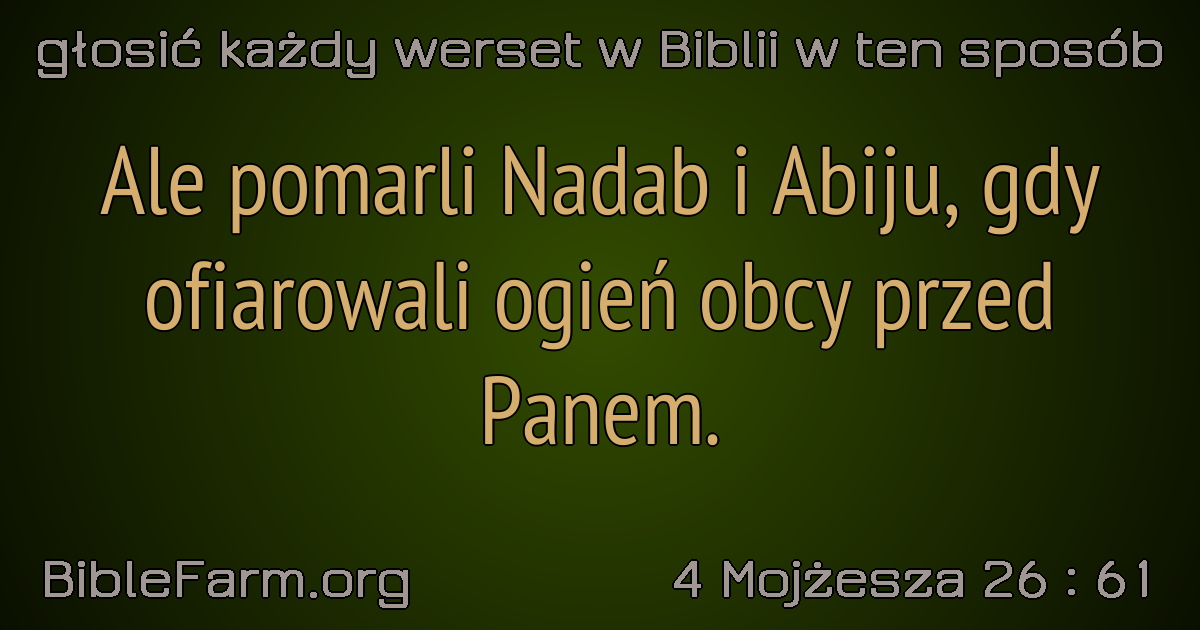 głosić każdy werset w Biblii w ten sposób
Ale pomarli Nadab i Abiju, gdy
ofiarowali ogień obcy przed
Panem.
BibleFarm.org
4 Mojżesza 26 : 61